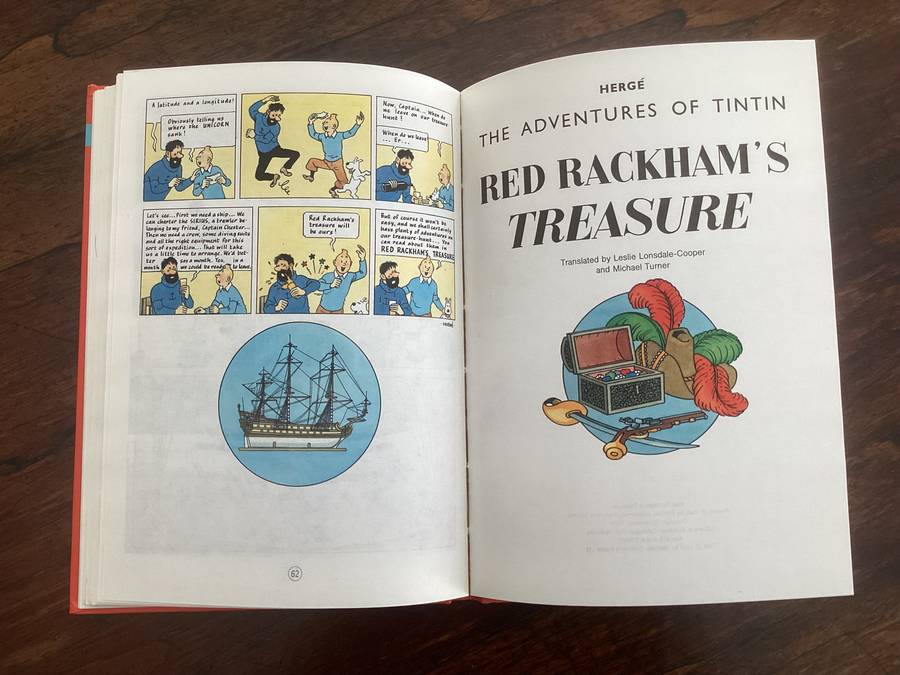 A latitude and a longitude!
Obviously telling us
where the UNICORN
sank!
Now, Captain... When do
we leave on our treasure
hunt?
When do we leave
... Er...
Let's see... First we need a ship... We
can charter the SIRIUS, a trawler be-
longing to my friend, Captain Chester...
Then we need a crew, some diving suits
and all the right equipment for this
sort of expedition... That will take
us a little time to arrange. We'd bet-
ter say a month. Yes, in a
month we could be ready to leave.
Red Rackham's
treasure will
be ours!
But of course it won't be
easy, and we shall certainly
have plenty of adventures on
our treasure-hunt... You
can read about them in
RED RACKHAM'S TREASURE
62
HERGÉ
THE ADVENTURES OF TINTIN
RED RACKHAM'S
TREASURE
Translated by Leslie Lonsdale-Cooper
and Michael Turner